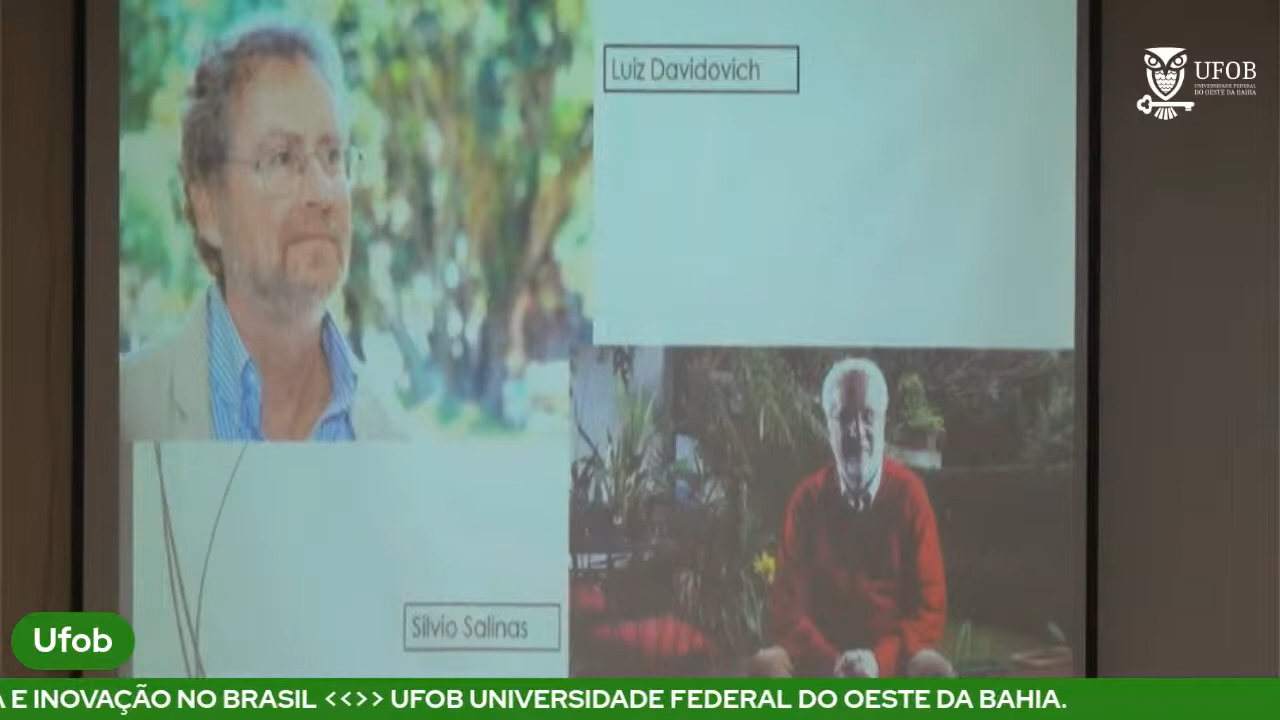 Luiz Davidovich
UFOB
UNIVERSIDADE FEDERAL
DO OESTE DA BAHIA
Silvio Salinas
Ufob
E INOVAÇÃO NO BRASIL <<>> UFOB UNIVERSIDADE FEDERAL DO OESTE DA BAHIA.